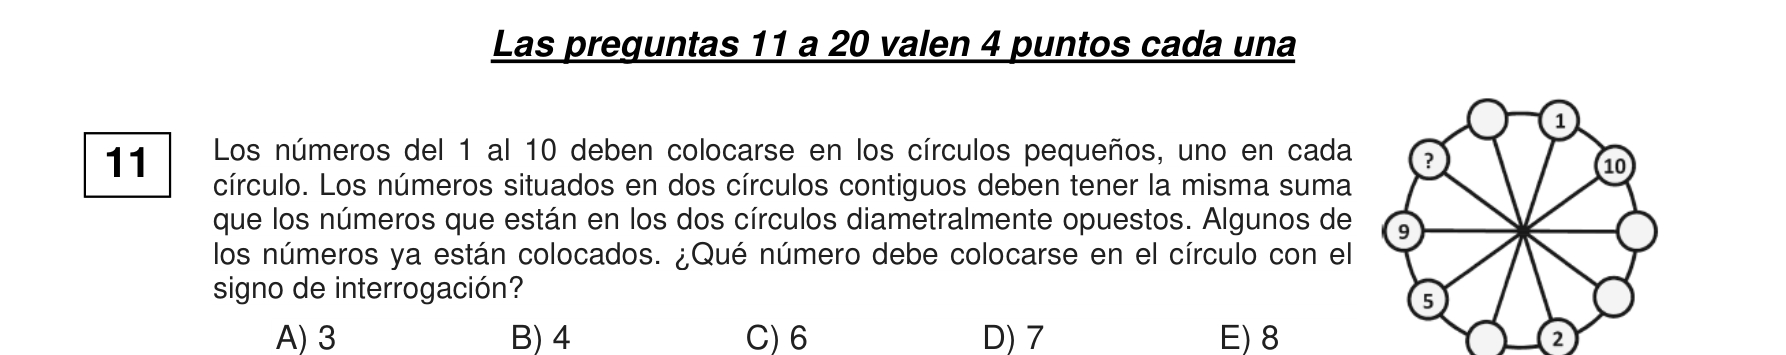 Las preguntas 11 a 20 valen 4 puntos cada una
11
Los números del 1 al 10 deben colocarse en los círculos pequeños, uno en cada
círculo. Los números situados en dos círculos contiguos deben tener la misma suma
que los números que están en los dos círculos diametralmente opuestos. Algunos de
los números ya están colocados. ¿Qué número debe colocarse en el círculo con el
signo de interrogación?
A) 3 B) 4 C) 6 D) 7 E) 8
1
? 10
9
5
2